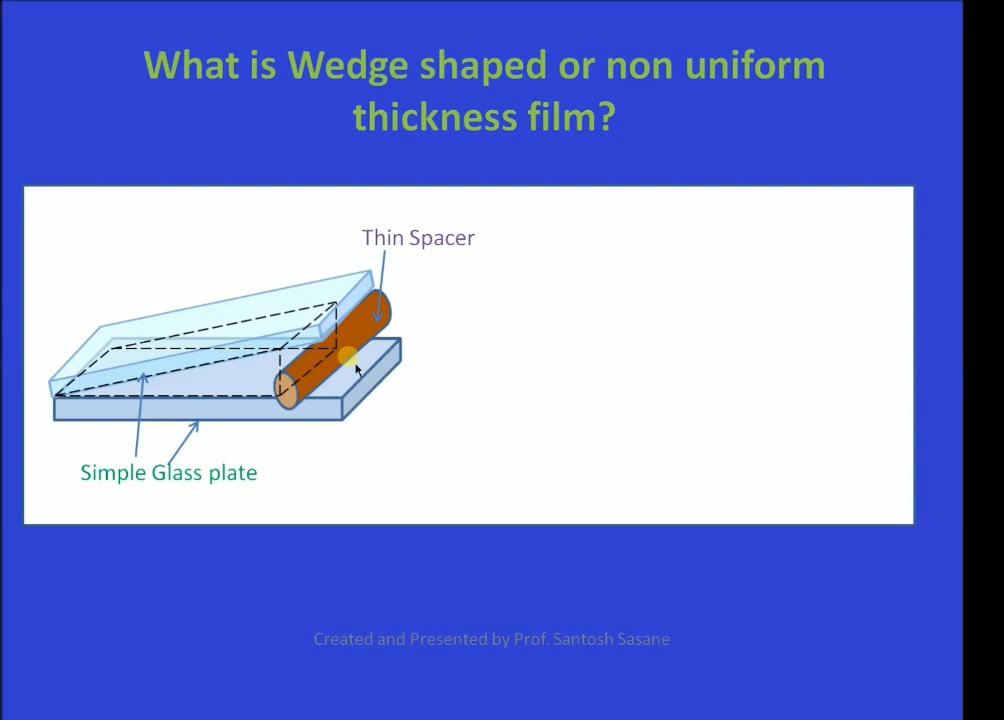 What is Wedge shaped or non uniform
thickness film?
Thin Spacer
Simple Glass plate
Created and Presented by Prof. Santosh Sasane